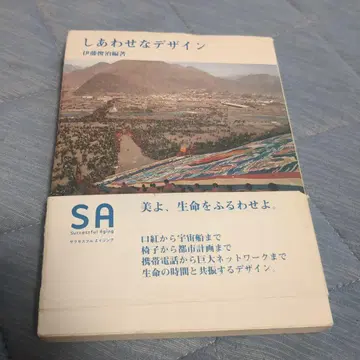 しあわせなデザイン
伊藤俊治編著
SA
Successful Aging
サクセスフルエイジング
美よ、生命をふるわせよ。
口紅から宇宙船まで
椅子から都市計画まで
携帯電話から巨大ネットワークまで
生命の時間と共振するデザイン。